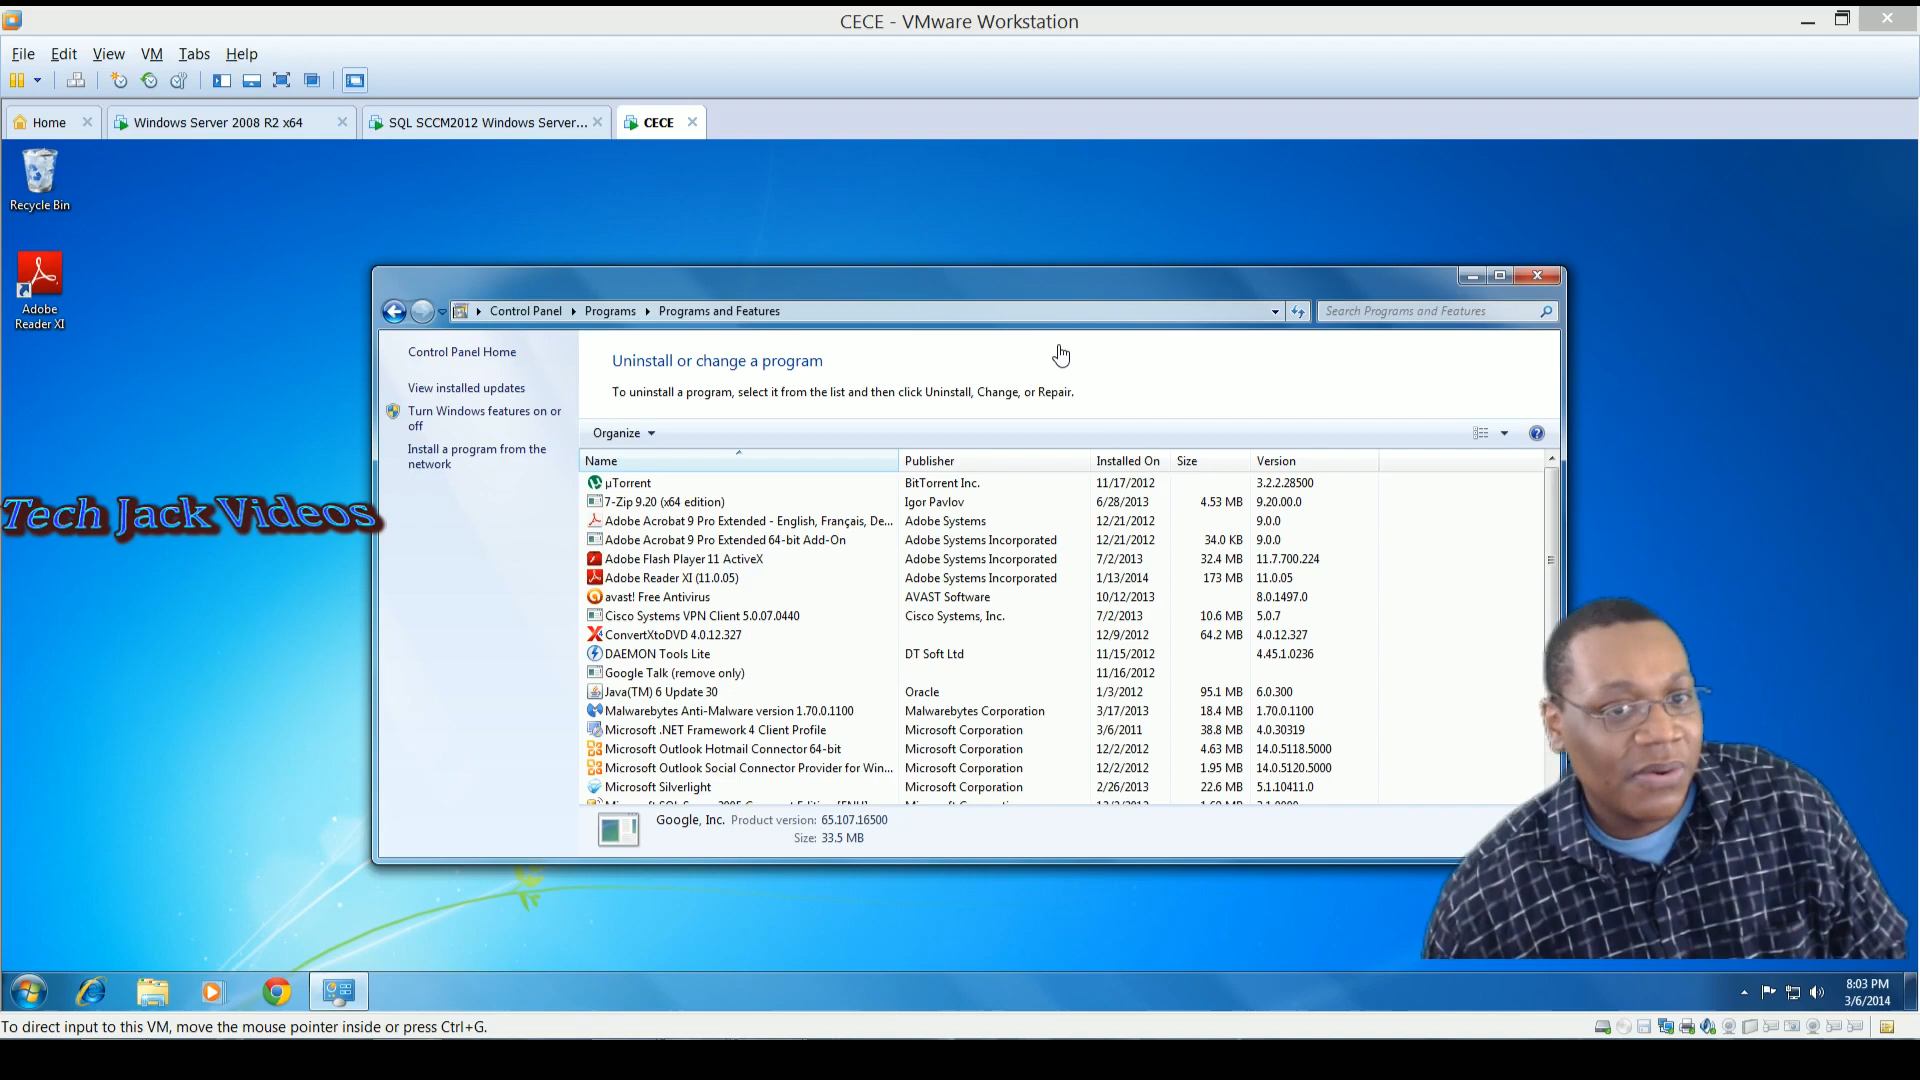 CECE - VMware Workstation
File Edit View VM Tabs Help
Home Windows Server 2008 R2 x64 SQL SCCM2012 Windows Server... CECE
Recycle Bin
Adobe
Reader XI
Control Panel Programs Programs and Features Search Programs and Features
Control Panel Home
View installed updates
Turn Windows features on or
off
Install a program from the
network
Uninstall or change a program
To uninstall a program, select it from the list and then click Uninstall, Change, or Repair.
Organize
Name Publisher Installed On Size Version
µTorrent BitTorrent Inc. 11/17/2012 3.2.2.28500
7-Zip 9.20 (x64 edition) Igor Pavlov 6/28/2013 4.53 MB 9.20.00.0
Adobe Acrobat 9 Pro Extended - English, Français, De... Adobe Systems 12/21/2012 9.0.0
Adobe Acrobat 9 Pro Extended 64-bit Add-On Adobe Systems Incorporated 12/21/2012 34.0 KB 9.0.0
Adobe Flash Player 11 ActiveX Adobe Systems Incorporated 7/2/2013 32.4 MB 11.7.700.224
Adobe Reader XI (11.0.05) Adobe Systems Incorporated 1/13/2014 173 MB 11.0.05
avast! Free Antivirus AVAST Software 10/12/2013 8.0.1497.0
Cisco Systems VPN Client 5.0.07.0440 Cisco Systems, Inc. 7/2/2013 10.6 MB 5.0.7
ConvertXtoDVD 4.0.12.327 12/9/2012 64.2 MB 4.0.12.327
DAEMON Tools Lite DT Soft Ltd 11/15/2012 4.45.1.0236
Google Talk (remove only) 11/16/2012
Java(TM) 6 Update 30 Oracle 1/3/2012 95.1 MB 6.0.300
Malwarebytes Anti-Malware version 1.70.0.1100 Malwarebytes Corporation 3/17/2013 18.4 MB 1.70.0.1100
Microsoft .NET Framework 4 Client Profile Microsoft Corporation 3/6/2011 38.8 MB 4.0.30319
Microsoft Outlook Hotmail Connector 64-bit Microsoft Corporation 12/2/2012 4.63 MB 14.0.5118.5000
Microsoft Outlook Social Connector Provider for Win... Microsoft Corporation 12/2/2012 1.95 MB 14.0.5120.5000
Microsoft Silverlight Microsoft Corporation 2/26/2013 22.6 MB 5.1.10411.0
Google, Inc. Product version: 65.107.16500
Size: 33.5 MB
Tech Jack Videos
8:03 PM
3/6/2014
To direct input to this VM, move the mouse pointer inside or press Ctrl+G.